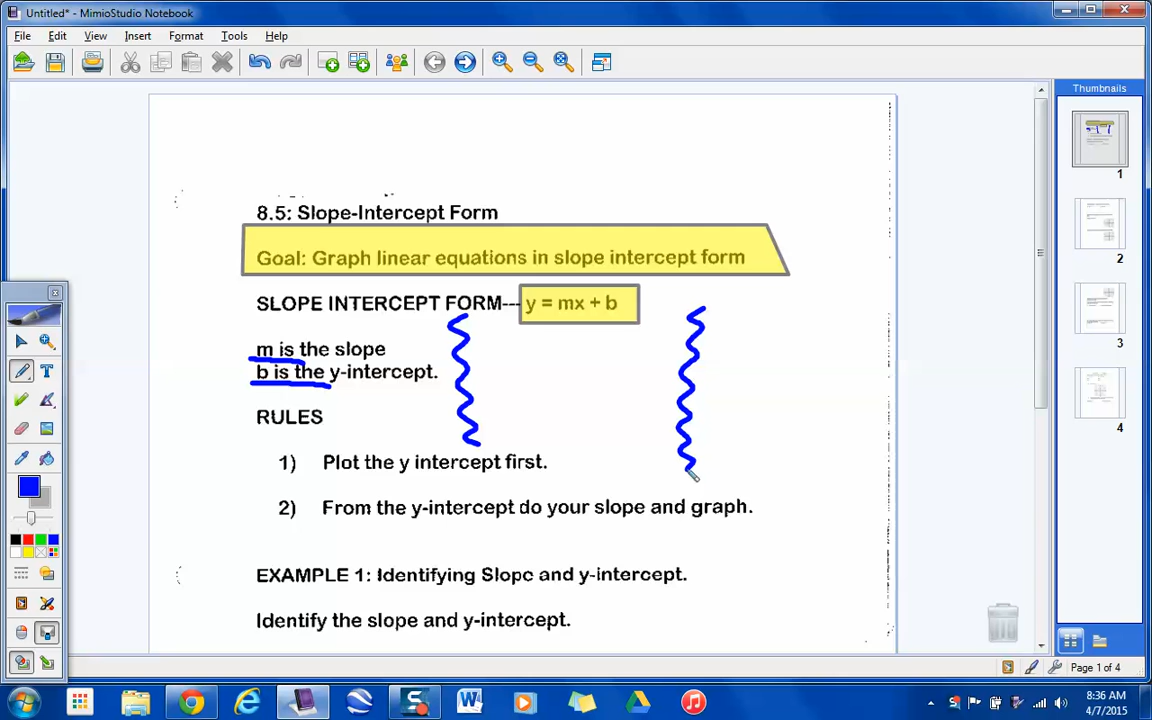 Untitled* - MimioStudio Notebook
File Edit View Insert Format Tools Help
Thumbnails
8.5: Slope-Intercept Form
Goal: Graph linear equations in slope intercept form
SLOPE INTERCEPT FORM--- y = mx + b
m is the slope
b is the y-intercept.
RULES
1) Plot the y intercept first.
2) From the y-intercept do your slope and graph.
EXAMPLE 1: Identifying Slope and y-intercept.
Identify the slope and y-intercept.
1
2
3
4
Page 1 of 4
8:36 AM
4/7/2015